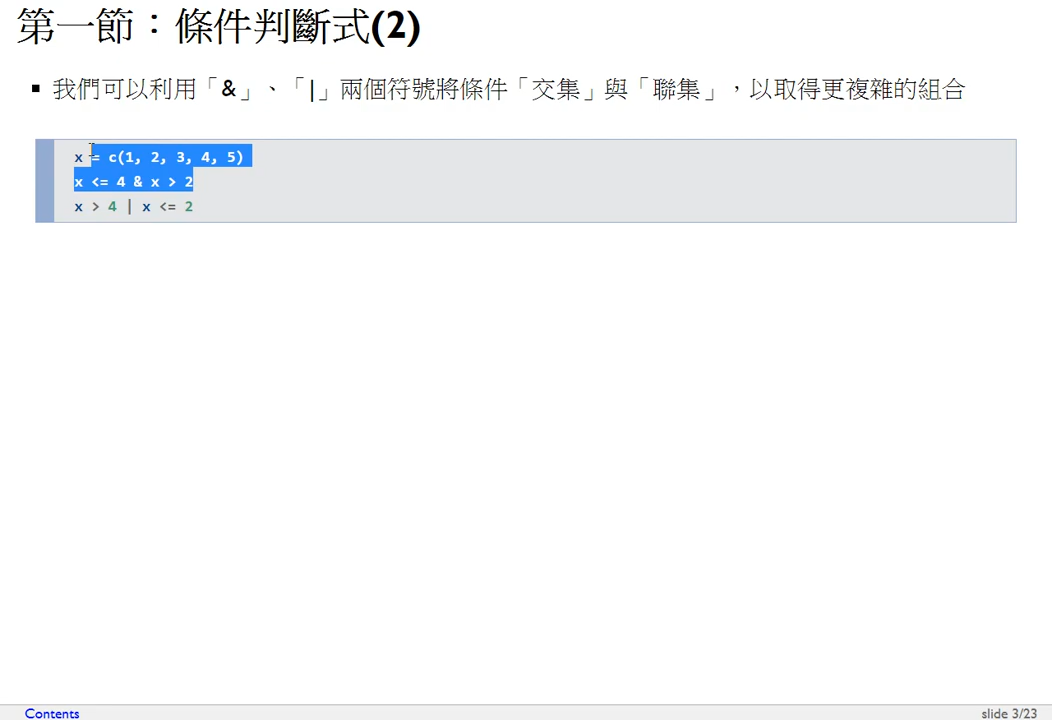 第一節：條件判斷式(2)
▪ 我們可以利用「&」、「|」兩個符號將條件「交集」與「聯集」，以取得更複雜的組合
x = c(1, 2, 3, 4, 5)
x <= 4 & x > 2
x > 4 | x <= 2
Contents
slide 3/23